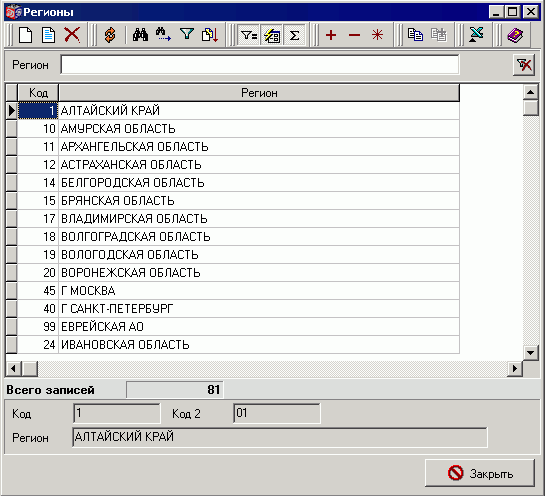 Регионы
Регион
Код Регион
1 АЛТАЙСКИЙ КРАЙ
10 АМУРСКАЯ ОБЛАСТЬ
11 АРХАНГЕЛЬСКАЯ ОБЛАСТЬ
12 АСТРАХАНСКАЯ ОБЛАСТЬ
14 БЕЛГОРОДСКАЯ ОБЛАСТЬ
15 БРЯНСКАЯ ОБЛАСТЬ
17 ВЛАДИМИРСКАЯ ОБЛАСТЬ
18 ВОЛГОГРАДСКАЯ ОБЛАСТЬ
19 ВОЛОГОДСКАЯ ОБЛАСТЬ
20 ВОРОНЕЖСКАЯ ОБЛАСТЬ
45 Г МОСКВА
40 Г САНКТ-ПЕТЕРБУРГ
99 ЕВРЕЙСКАЯ АО
24 ИВАНОВСКАЯ ОБЛАСТЬ
Всего записей 81
Код 1 Код 2 01
Регион АЛТАЙСКИЙ КРАЙ
Закрыть